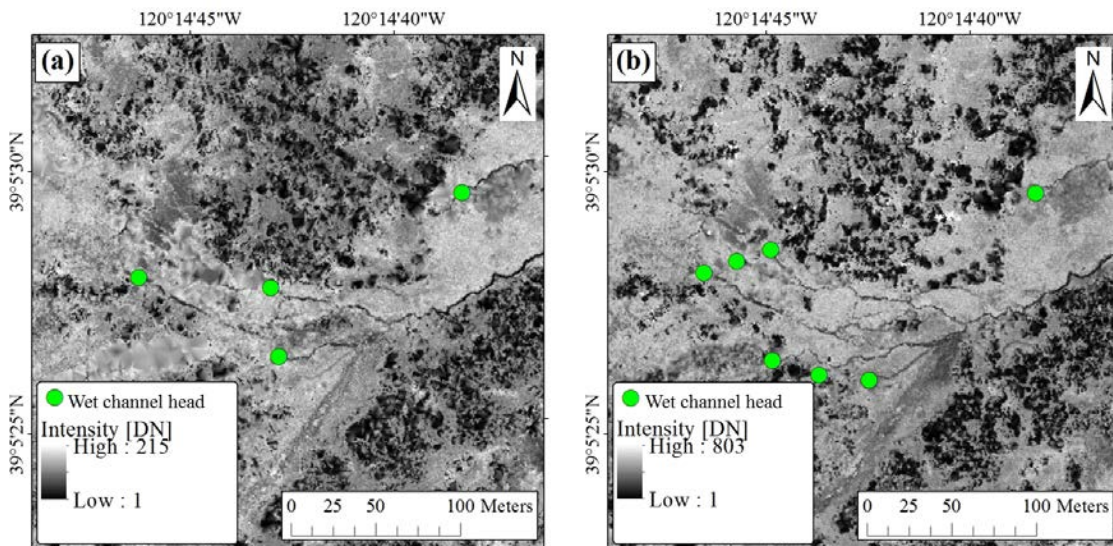 120°14'45"W 120°14'40"W
120°14'45"W 120°14'40"W
(a)
N
39°5'30"N
39°5'25"N
Wet channel head
Intensity [DN]
High : 215
Low : 1
0 25 50 100 Meters
(b)
N
39°5'30"N
39°5'25"N
Wet channel head
Intensity [DN]
High : 803
Low : 1
0 25 50 100 Meters